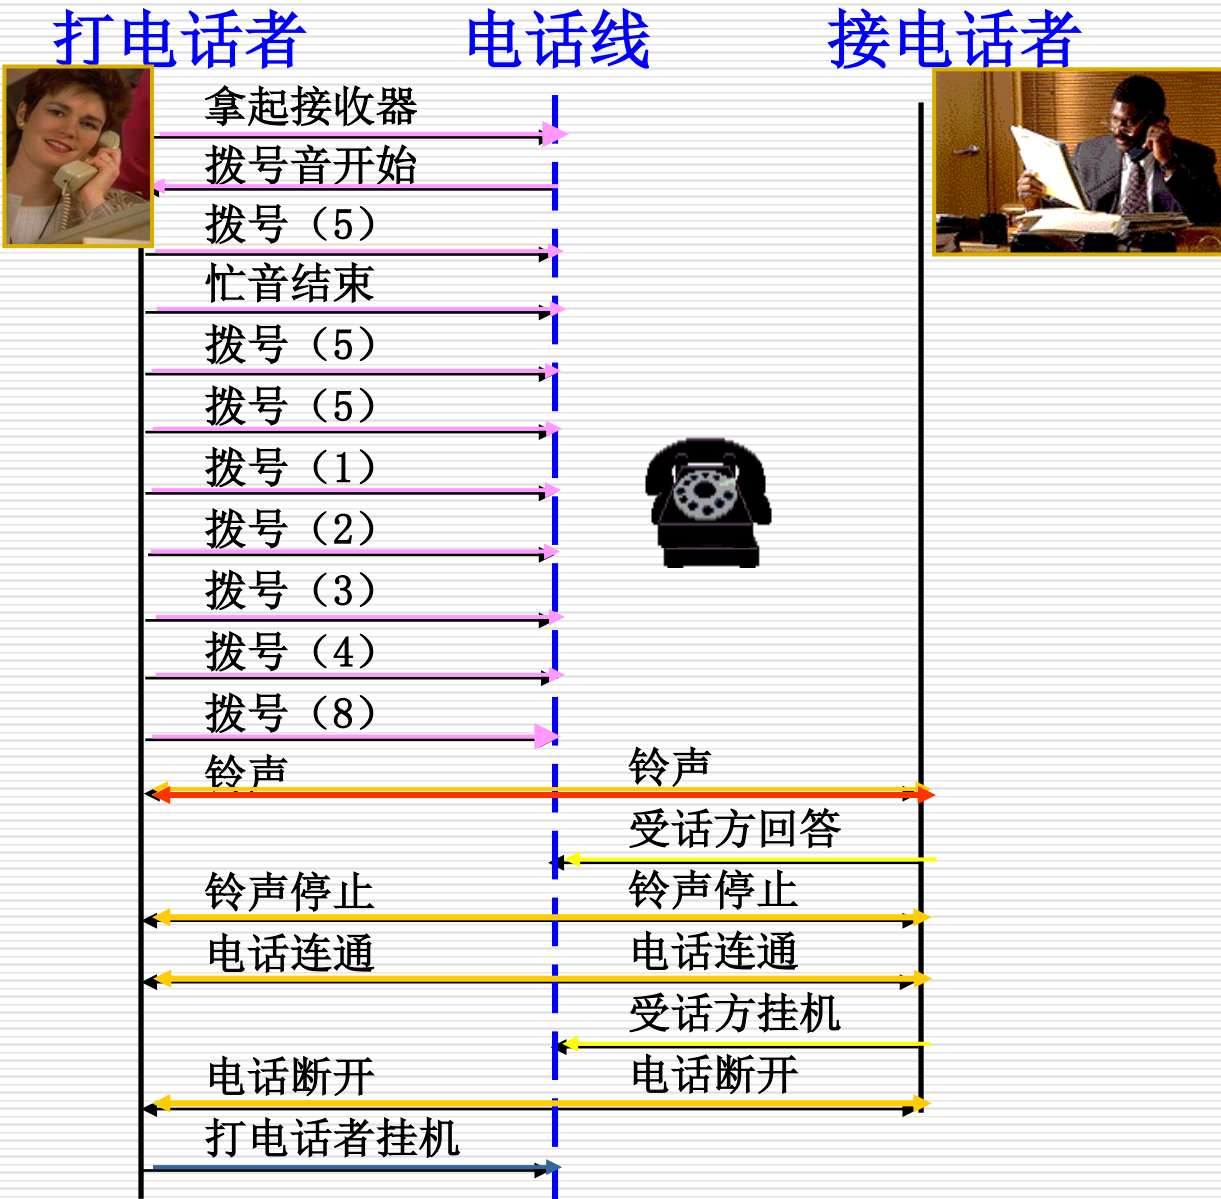 打电话者 电话线 接电话者
拿起接收器
拨号音开始
拨号（5）
忙音结束
拨号（5）
拨号（5）
拨号（1）
拨号（2）
拨号（3）
拨号（4）
拨号（8）
铃声 铃声
受话方回答
铃声停止 铃声停止
电话连通 电话连通
受话方挂机
电话断开 电话断开
打电话者挂机